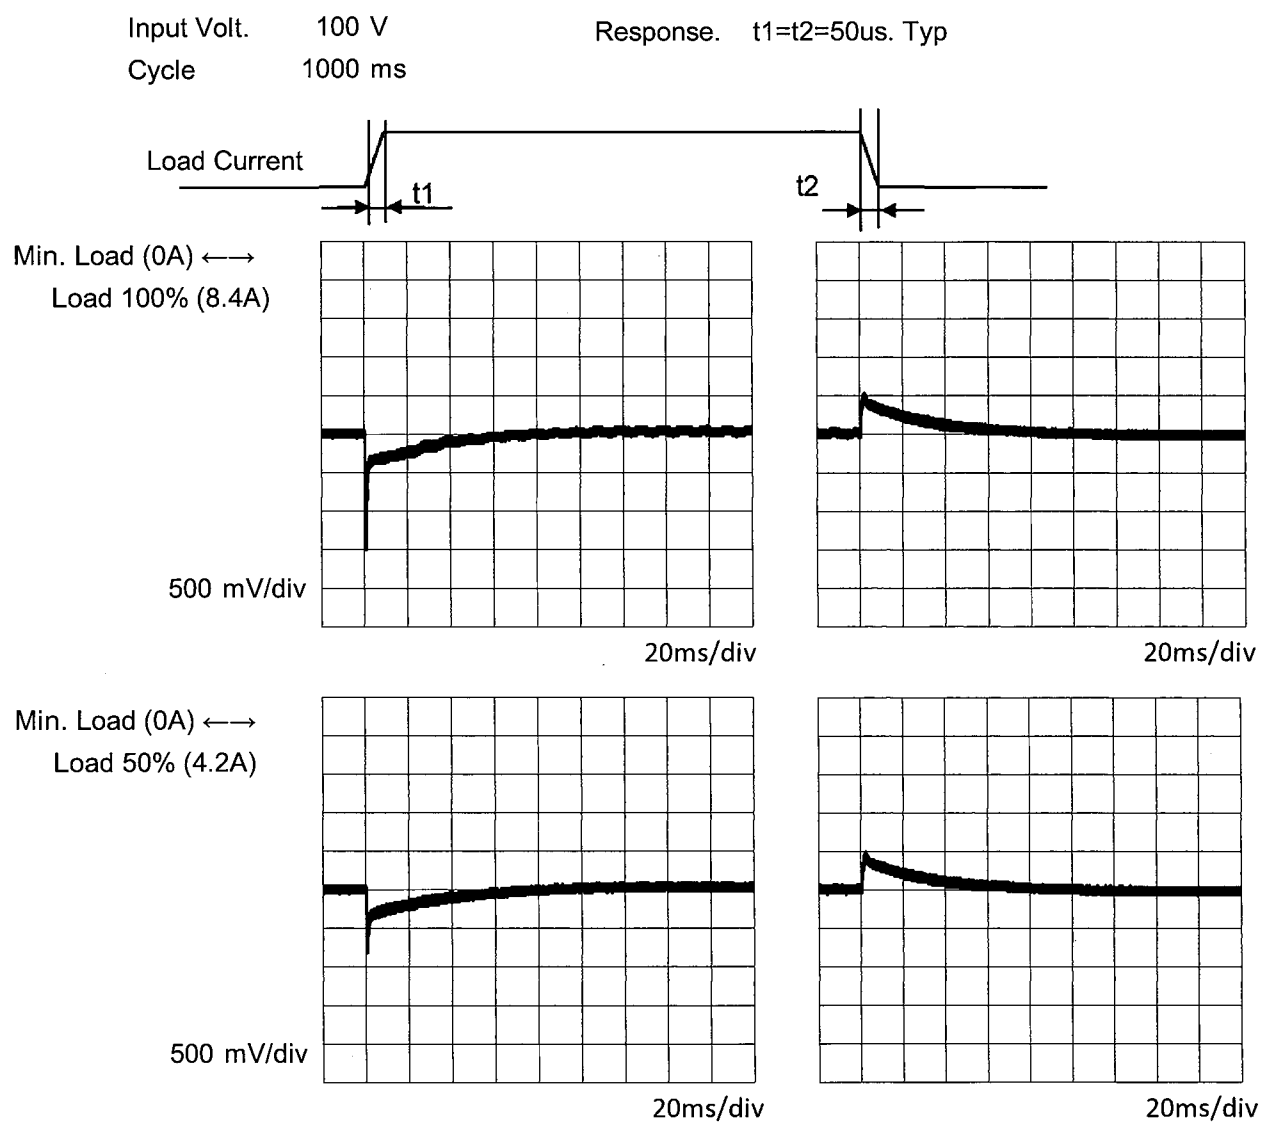 Input Volt. 100 V Response. t1=t2=50us. Typ
Cycle 1000 ms
Load Current
t1
t2
Min. Load (0A) ←→
Load 100% (8.4A)
500 mV/div
20ms/div
20ms/div
Min. Load (0A) ←→
Load 50% (4.2A)
500 mV/div
20ms/div
20ms/div